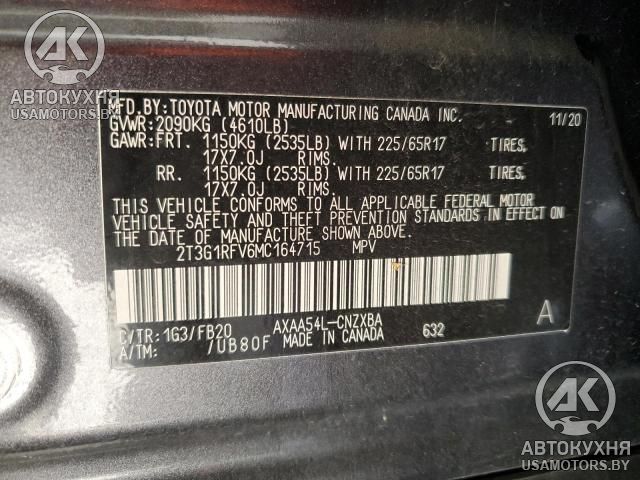 AK
АВТОКУХНЯ
USAMOTORS.BY
MFD.BY:TOYOTA MOTOR MANUFACTURING CANADA INC. 11/20
GVWR:2090KG (4610LB)
GAWR:FRT. 1150KG (2535LB) WITH 225/65R17 TIRES,
17X7.0J RIMS.
RR. 1150KG (2535LB) WITH 225/65R17 TIRES,
17X7.0J RIMS.
THIS VEHICLE CONFORMS TO ALL APPLICABLE FEDERAL MOTOR
VEHICLE SAFETY AND THEFT PREVENTION STANDARDS IN EFFECT ON
THE DATE OF MANUFACTURE SHOWN ABOVE.
2T3G1RFV6MC164715 MPV
C/TR:1G3/FB20 AXAA54L-CNZXBA A
A/TM: /UB80F MADE IN CANADA 632
AK
АВТОКУХНЯ
USAMOTORS.BY